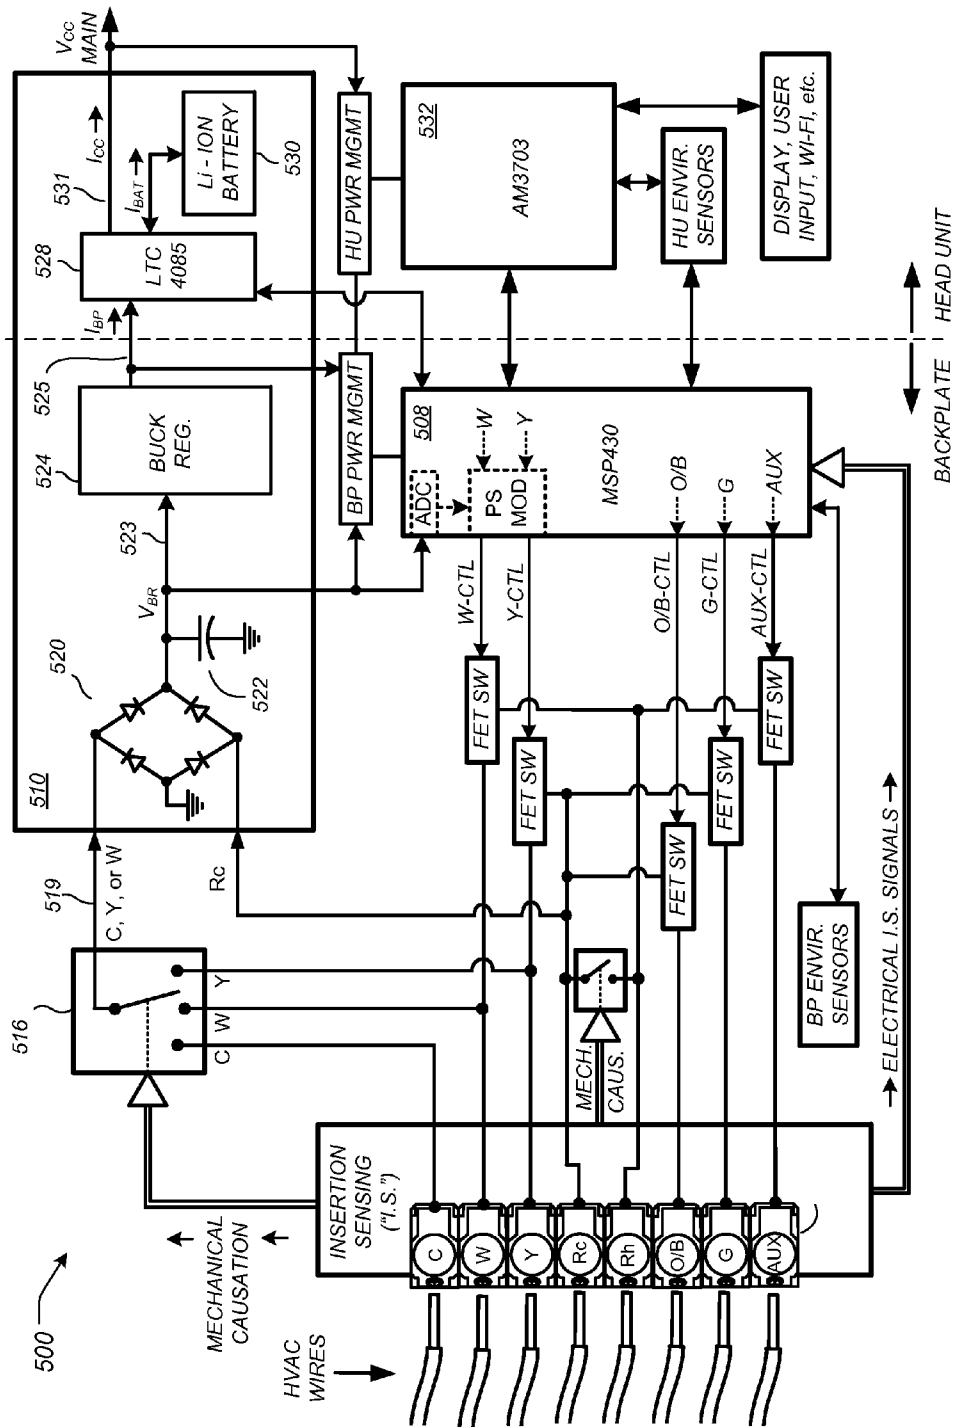 500
HVAC
WIRES
MECHANICAL
CAUSATION
INSERTION
SENSING
("I.S.")
C
W
Y
Rc
Rh
O/B
G
AUX
516
C
W
Y
519
C, Y, or W
Rc
MECH.
CAUS.
510
520
522
VBR
523
524
BUCK
REG.
525
IBP
528
LTC
4085
531
ICC
IBAT
Li - ION
BATTERY
530
VCC
MAIN
BP PWR MGMT
HU PWR MGMT
FET SW
FET SW
FET SW
FET SW
FET SW
W-CTL
Y-CTL
O/B-CTL
G-CTL
AUX-CTL
508
ADC
PS
MOD
W
Y
MSP430
O/B
G
AUX
532
AM3703
HU ENVIR.
SENSORS
DISPLAY, USER
INPUT, WI-FI, etc.
BP ENVIR.
SENSORS
ELECTRICAL I.S. SIGNALS
BACKPLATE
HEAD UNIT